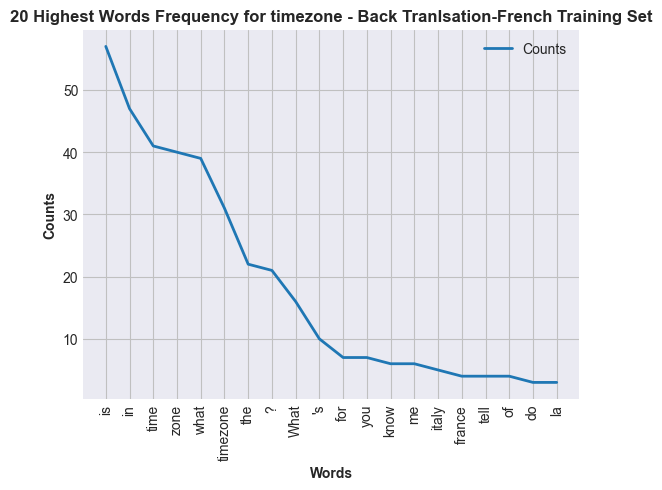 20 Highest Words Frequency for timezone - Back Tranlsation-French Training Set
Counts
50
40
30
20
10
Counts
is
in
time
zone
what
timezone
the
?
What
's
for
you
know
me
italy
france
tell
of
do
la
Words